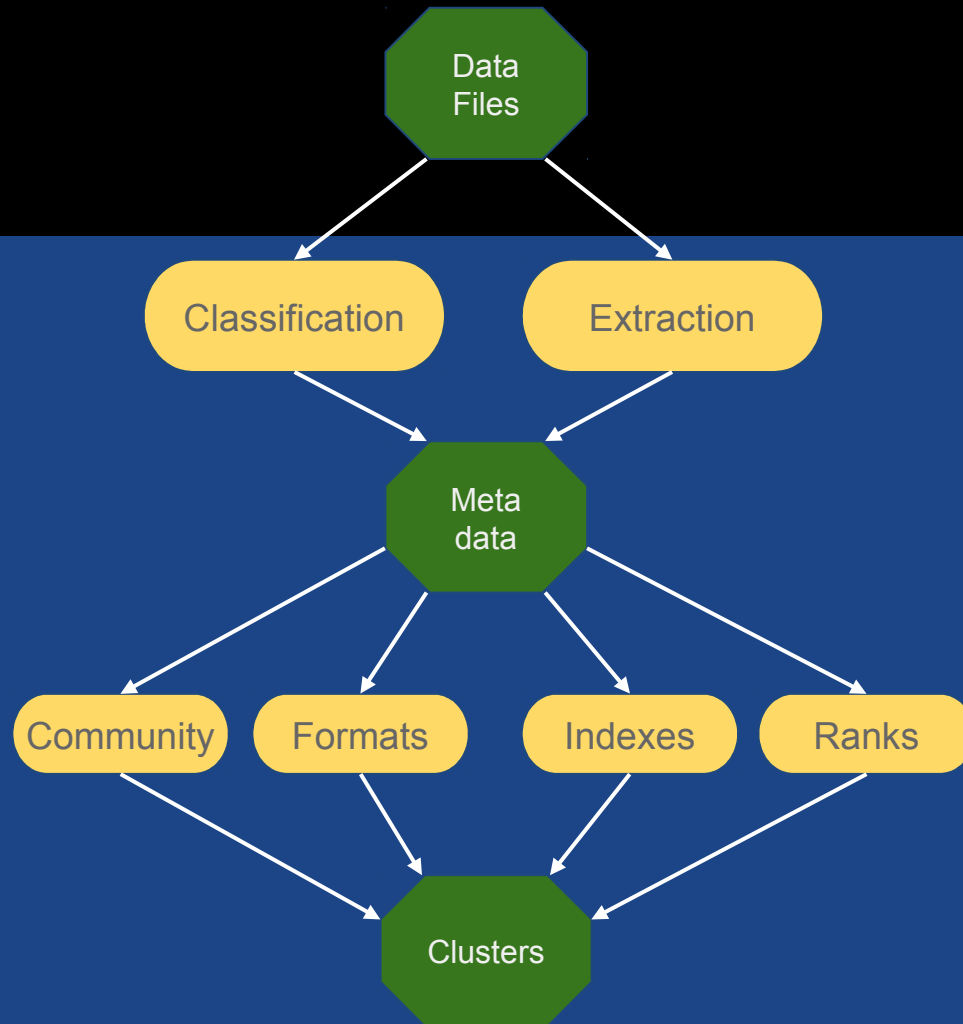 Data
Files
Classification
Extraction
Meta
data
Community
Formats
Indexes
Ranks
Clusters